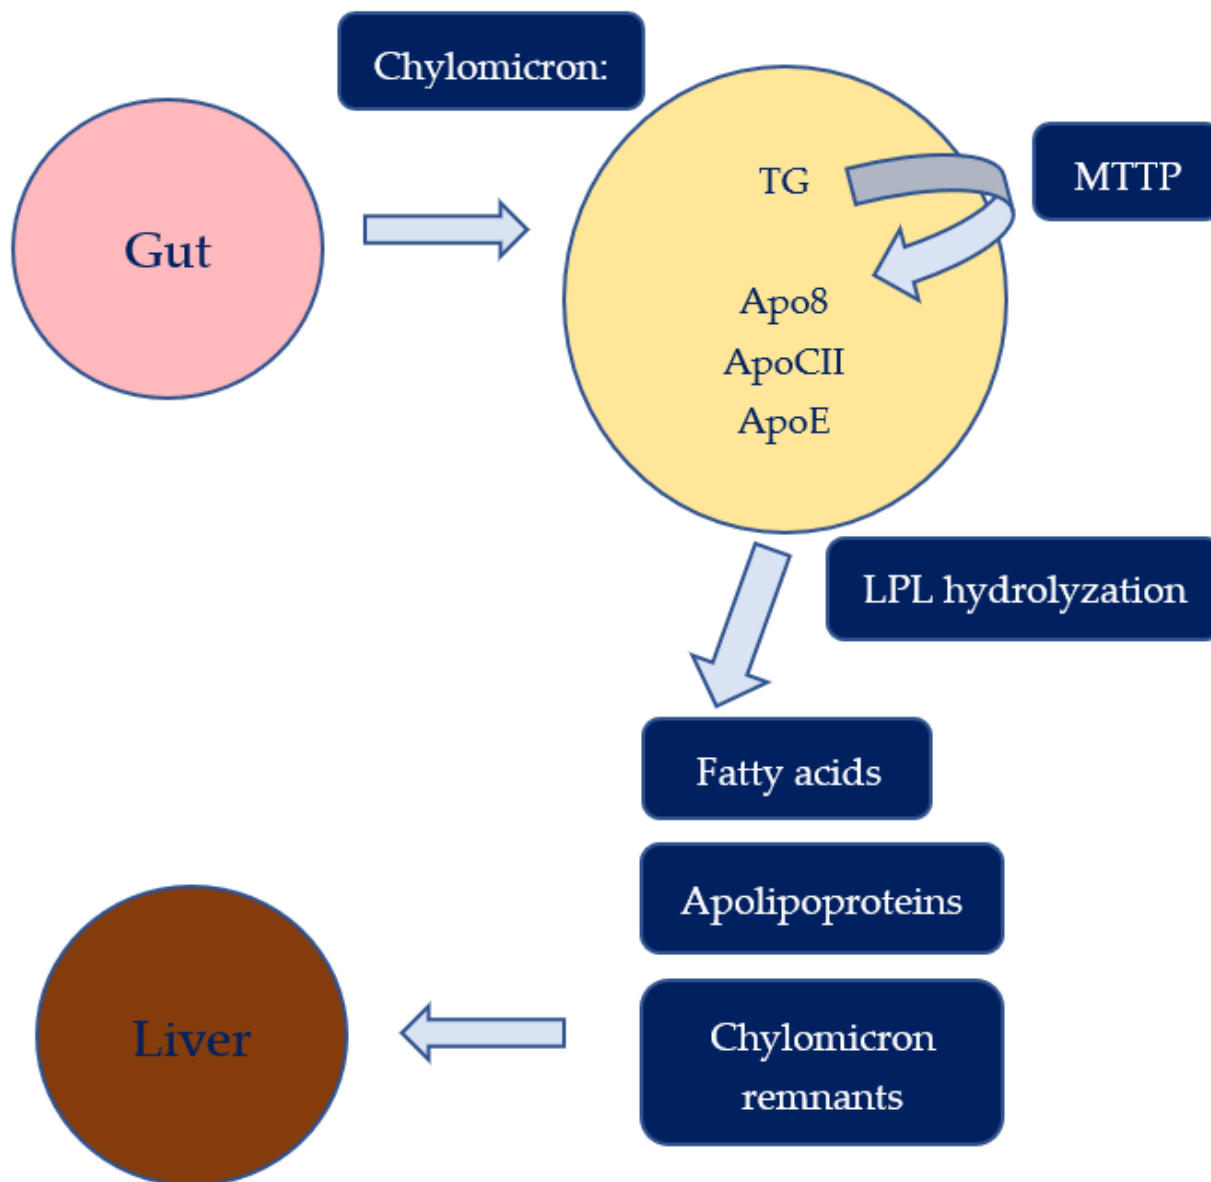 Chylomicron:
Gut
TG
MTTP
Apo8
ApoCII
ApoE
LPL hydrolyzation
Fatty acids
Apolipoproteins
Liver
Chylomicron
remnants